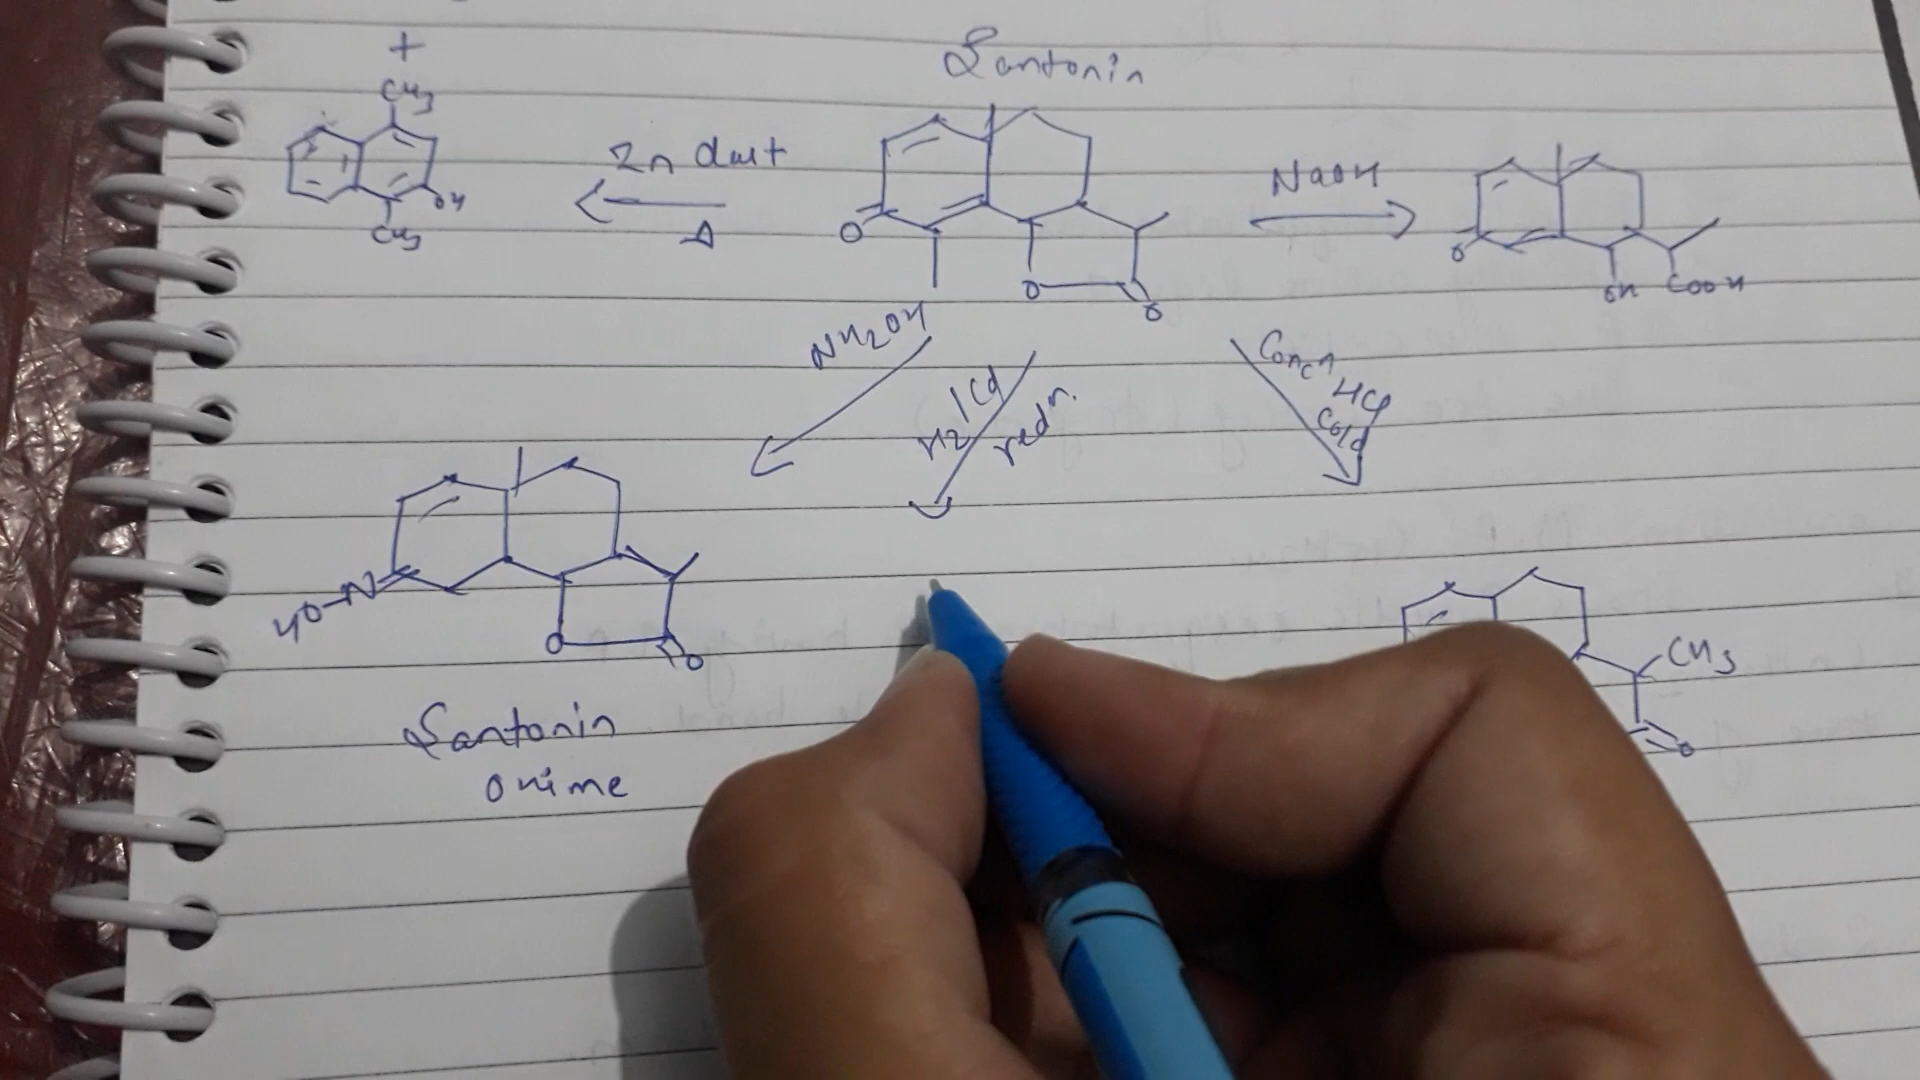 Santonin
+
CH3
OH
CH3
Zn dust
Δ
O
O
O
NaOH
O
OH
COOH
NH2OH
H2/Cd
redn.
Concn
HCl
Cold
HO-N
O
O
Santonin
oxime
CH3
O